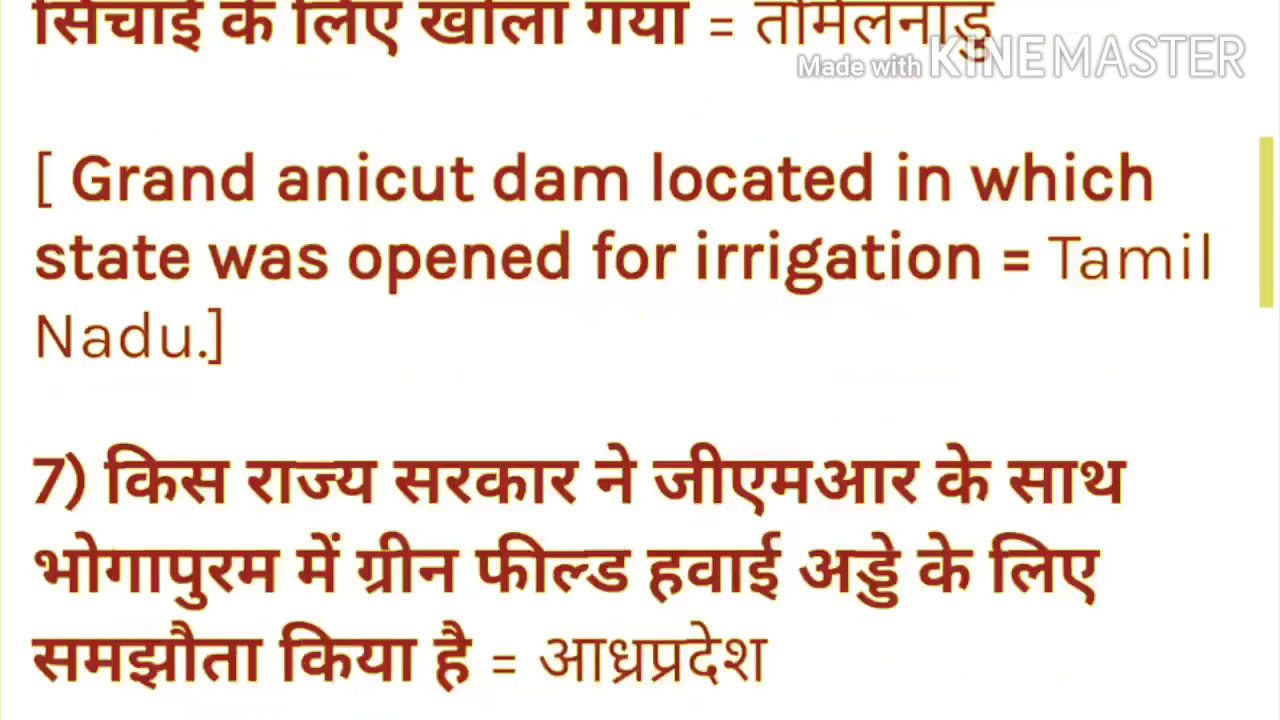 सिंचाई के लिए खोला गया = तमिलनाडु
Made with KINEMASTER
[ Grand anicut dam located in which
state was opened for irrigation = Tamil
Nadu.]
7) किस राज्य सरकार ने जीएमआर के साथ
भोगापुरम में ग्रीन फील्ड हवाई अड्डे के लिए
समझौता किया है = आध्रप्रदेश